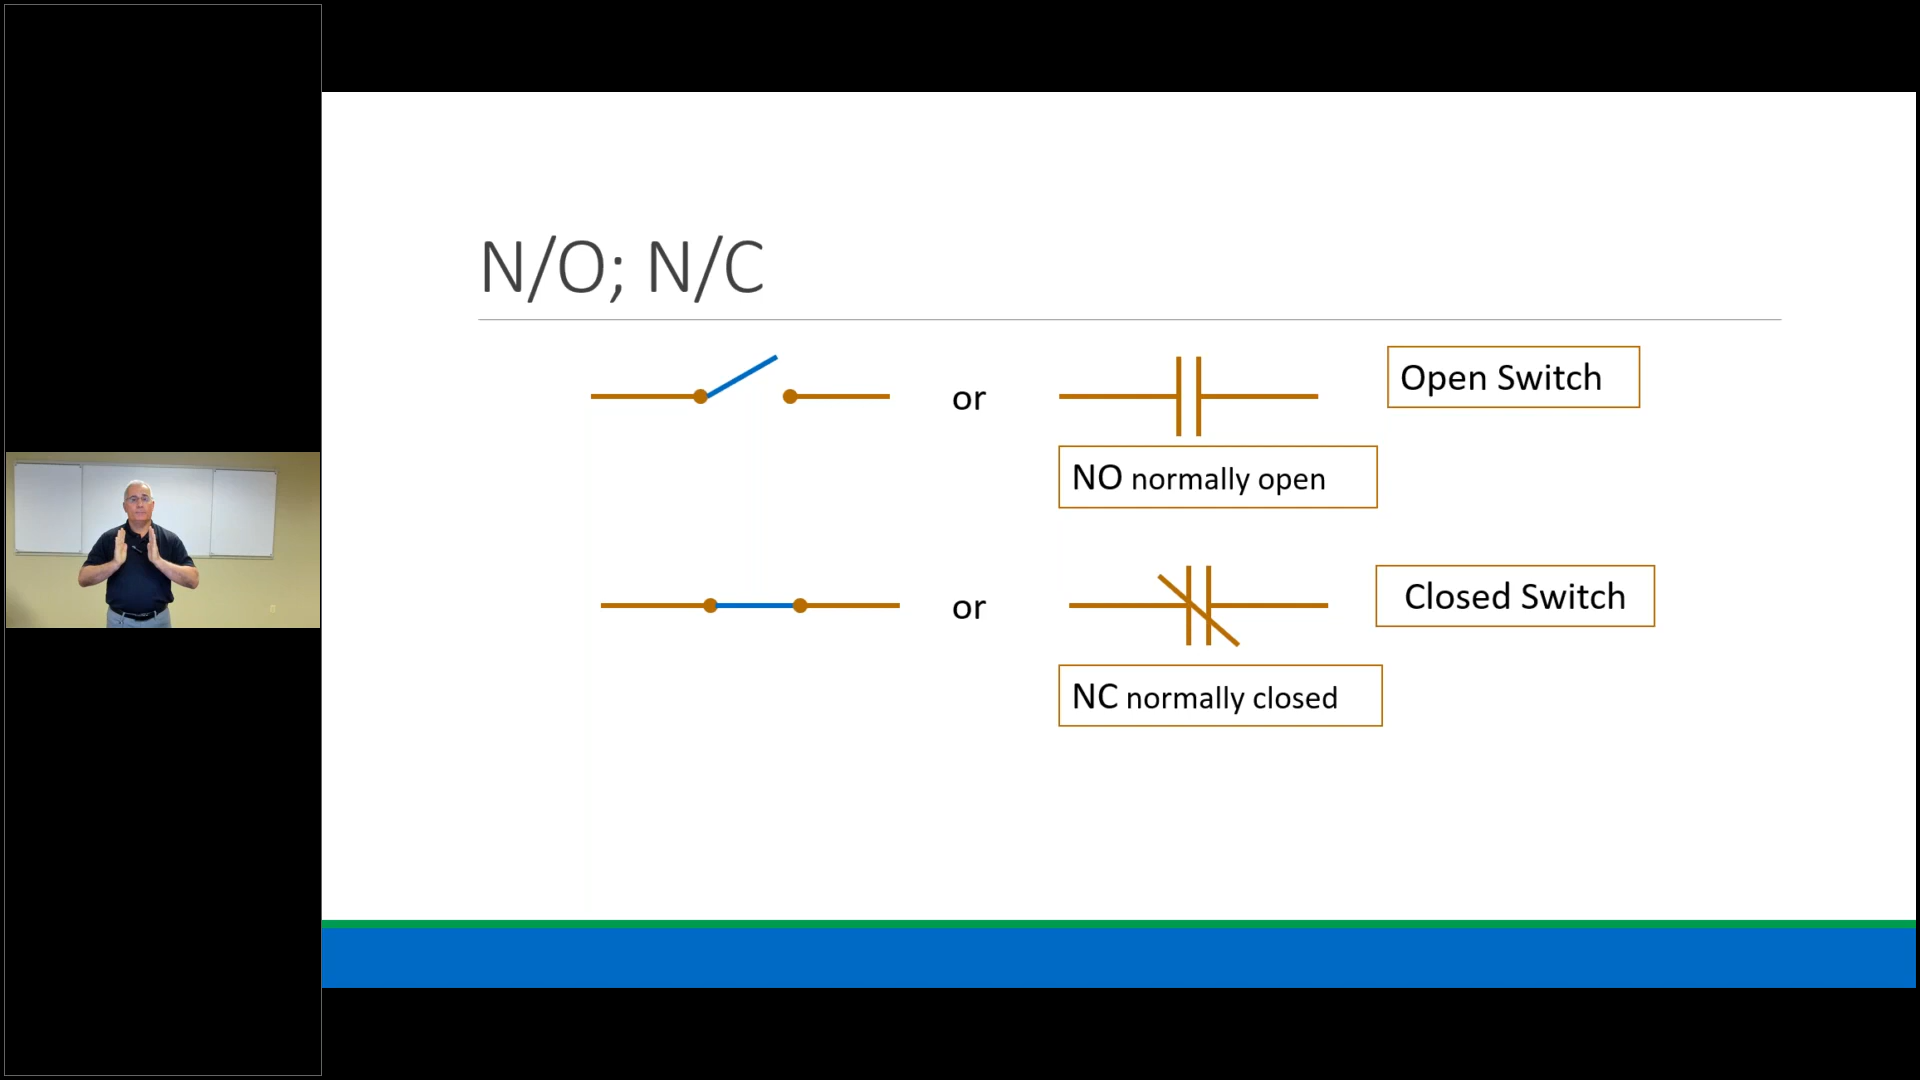 N/O; N/C
or
Open Switch
NO normally open
or
Closed Switch
NC normally closed